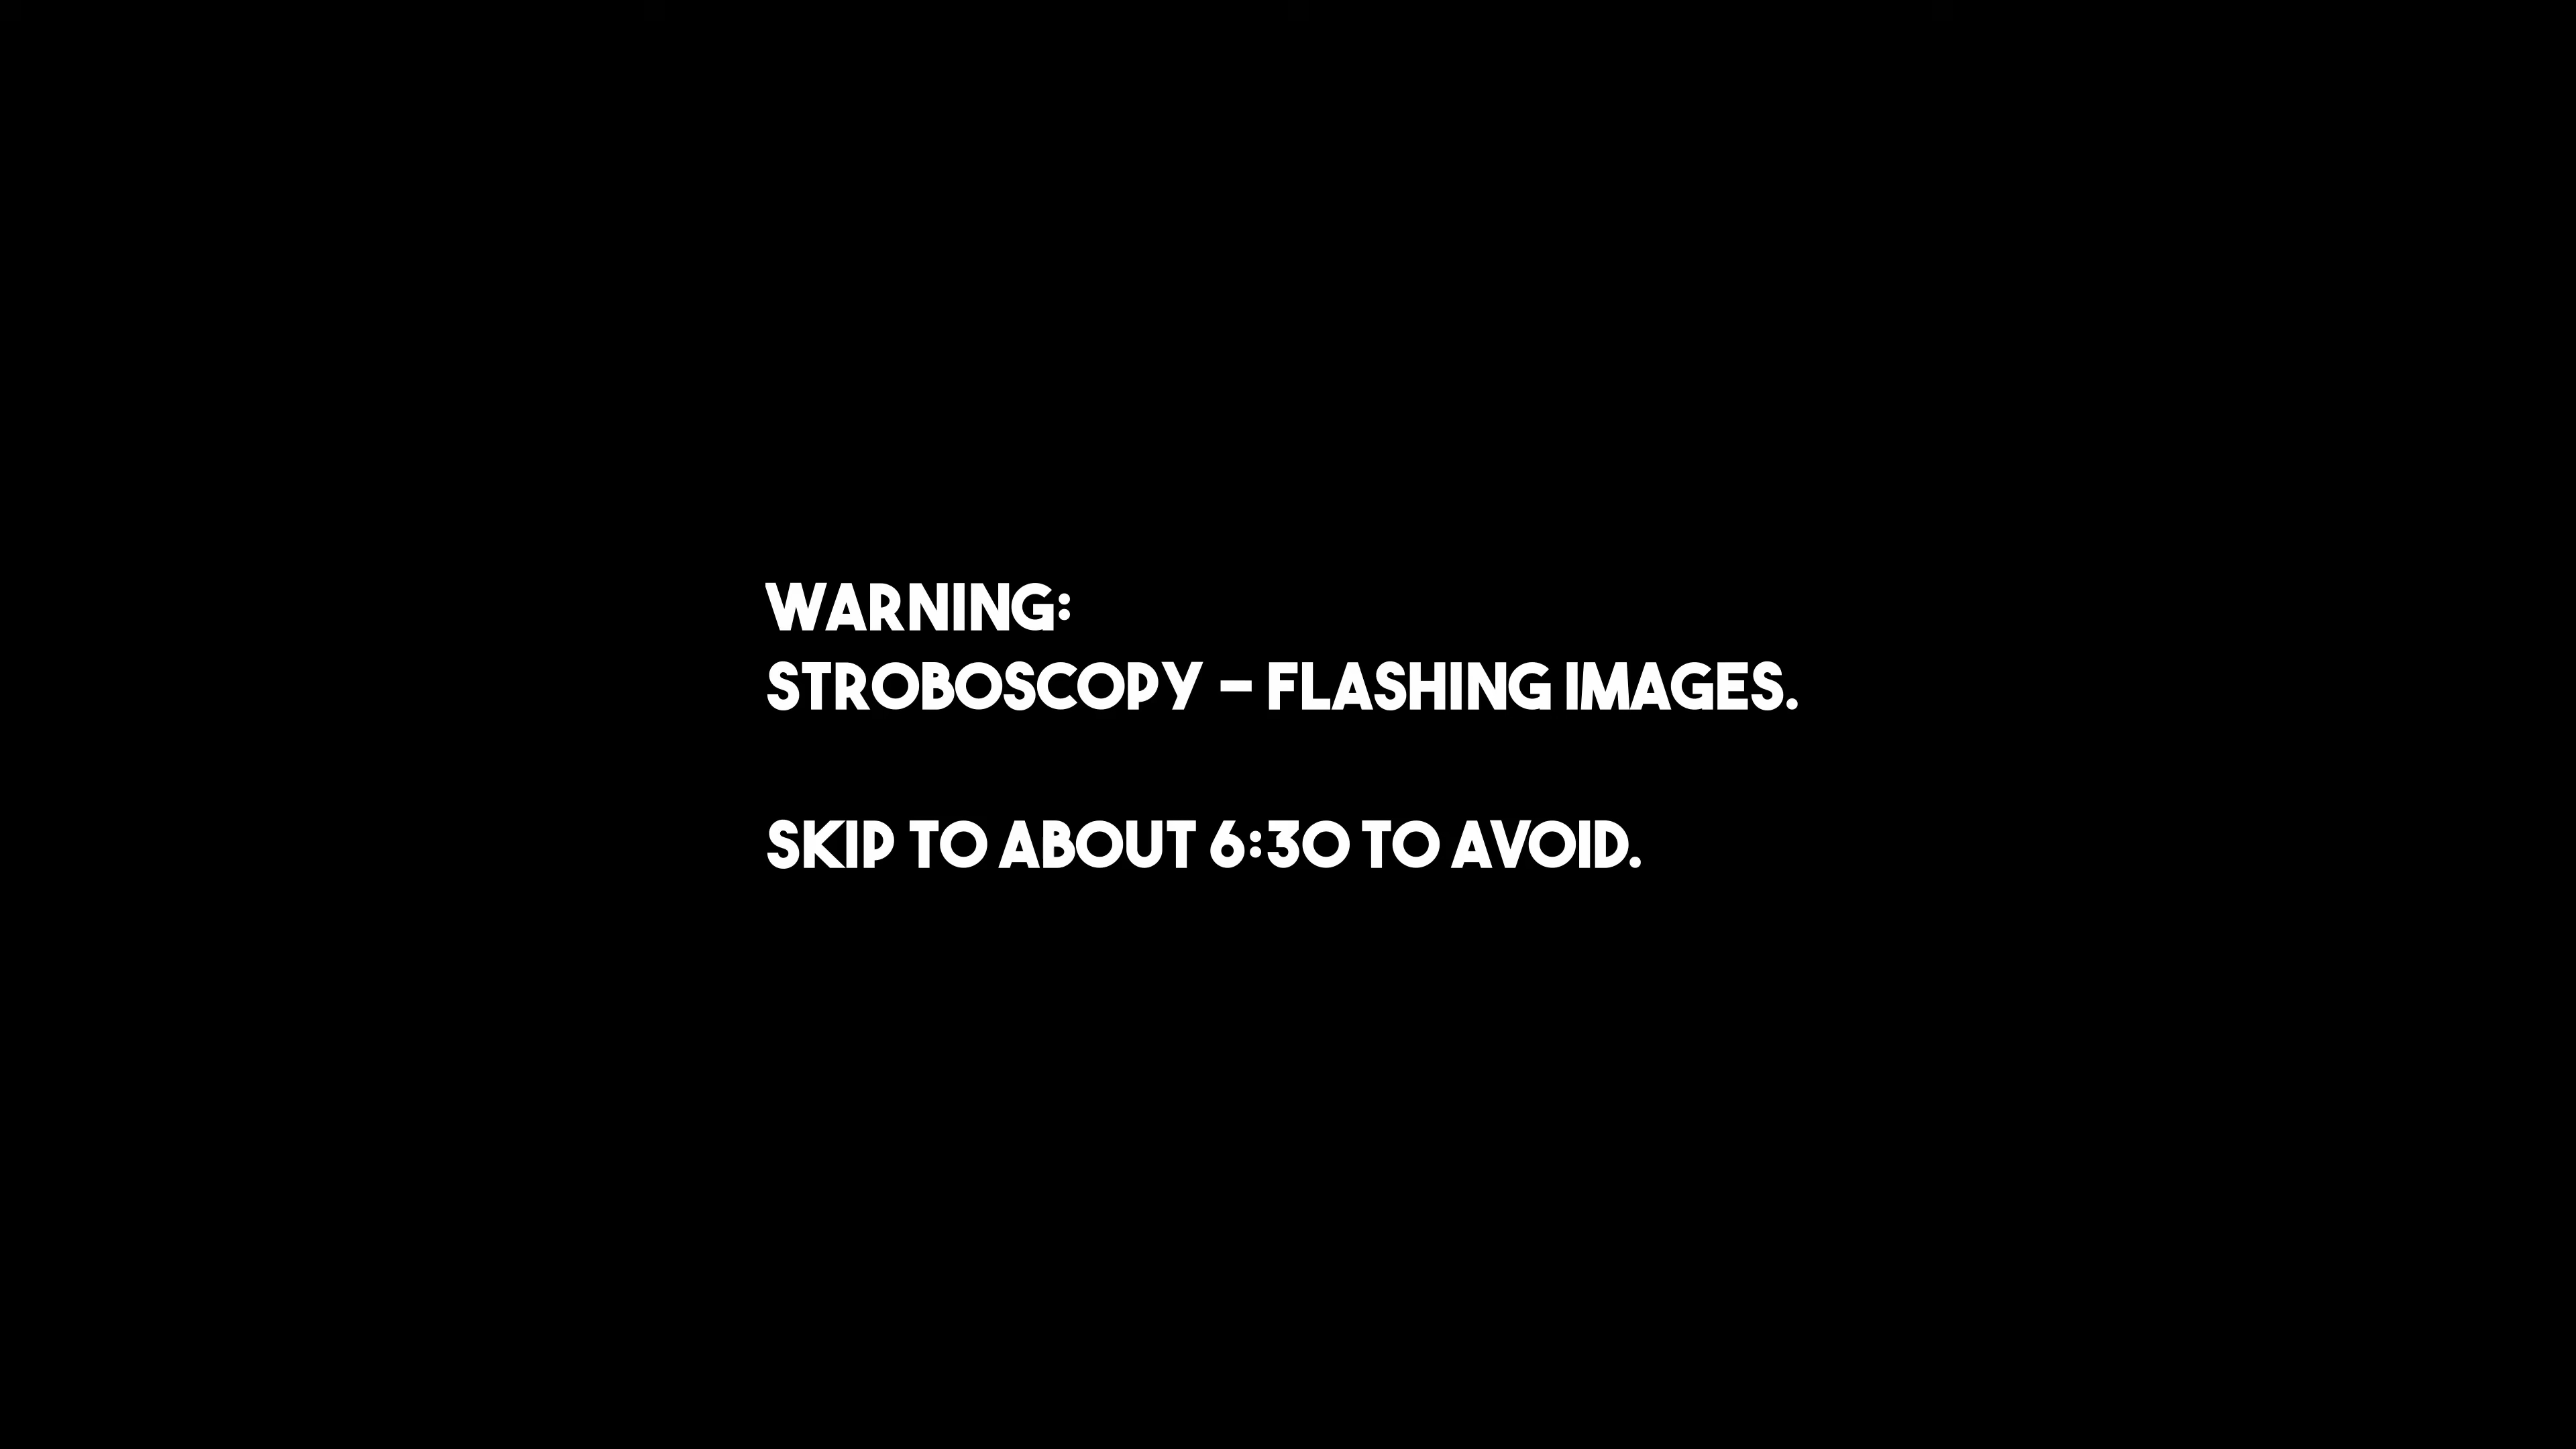 WARNING:
STROBOSCOPY – FLASHING IMAGES.
SKIP TO ABOUT 6:30 TO AVOID.